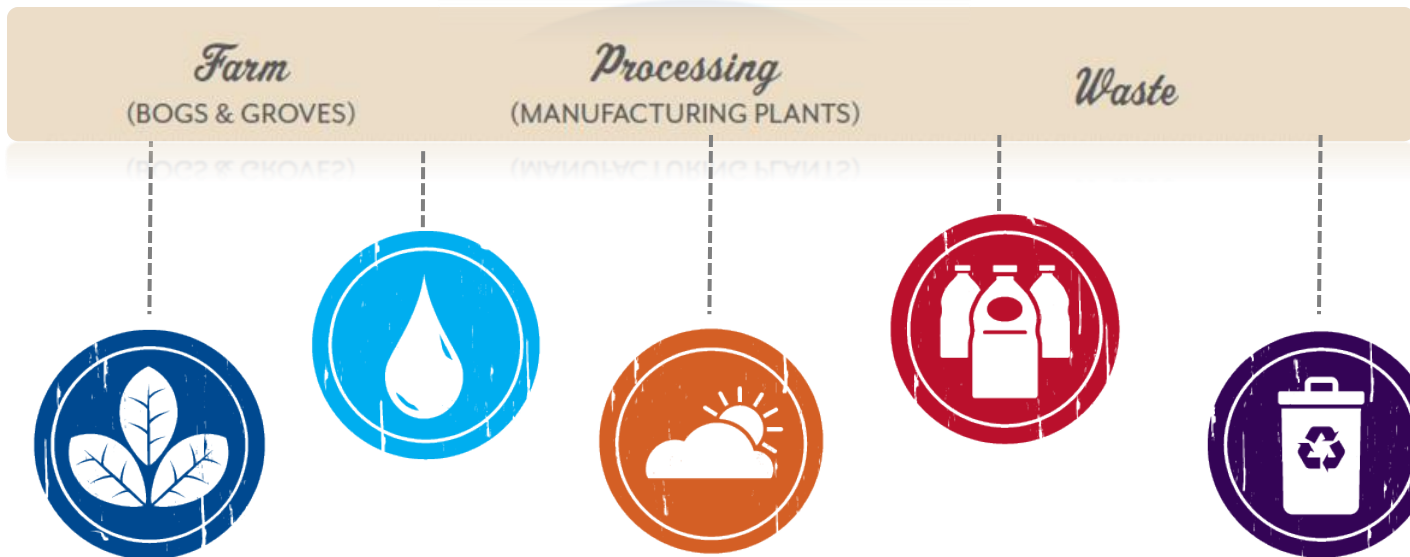 Farm
(BOGS & GROVES)
Processing
(MANUFACTURING PLANTS)
Waste